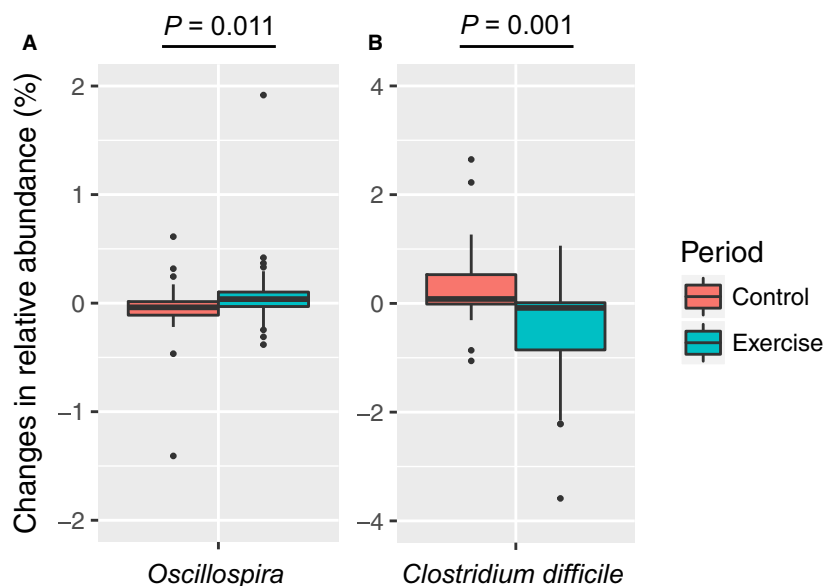 A
P = 0.011
B
P = 0.001
Changes in relative abundance (%)
2
1
0
−1
−2
4
2
0
−2
−4
Oscillospira
Clostridium difficile
Period
Control
Exercise